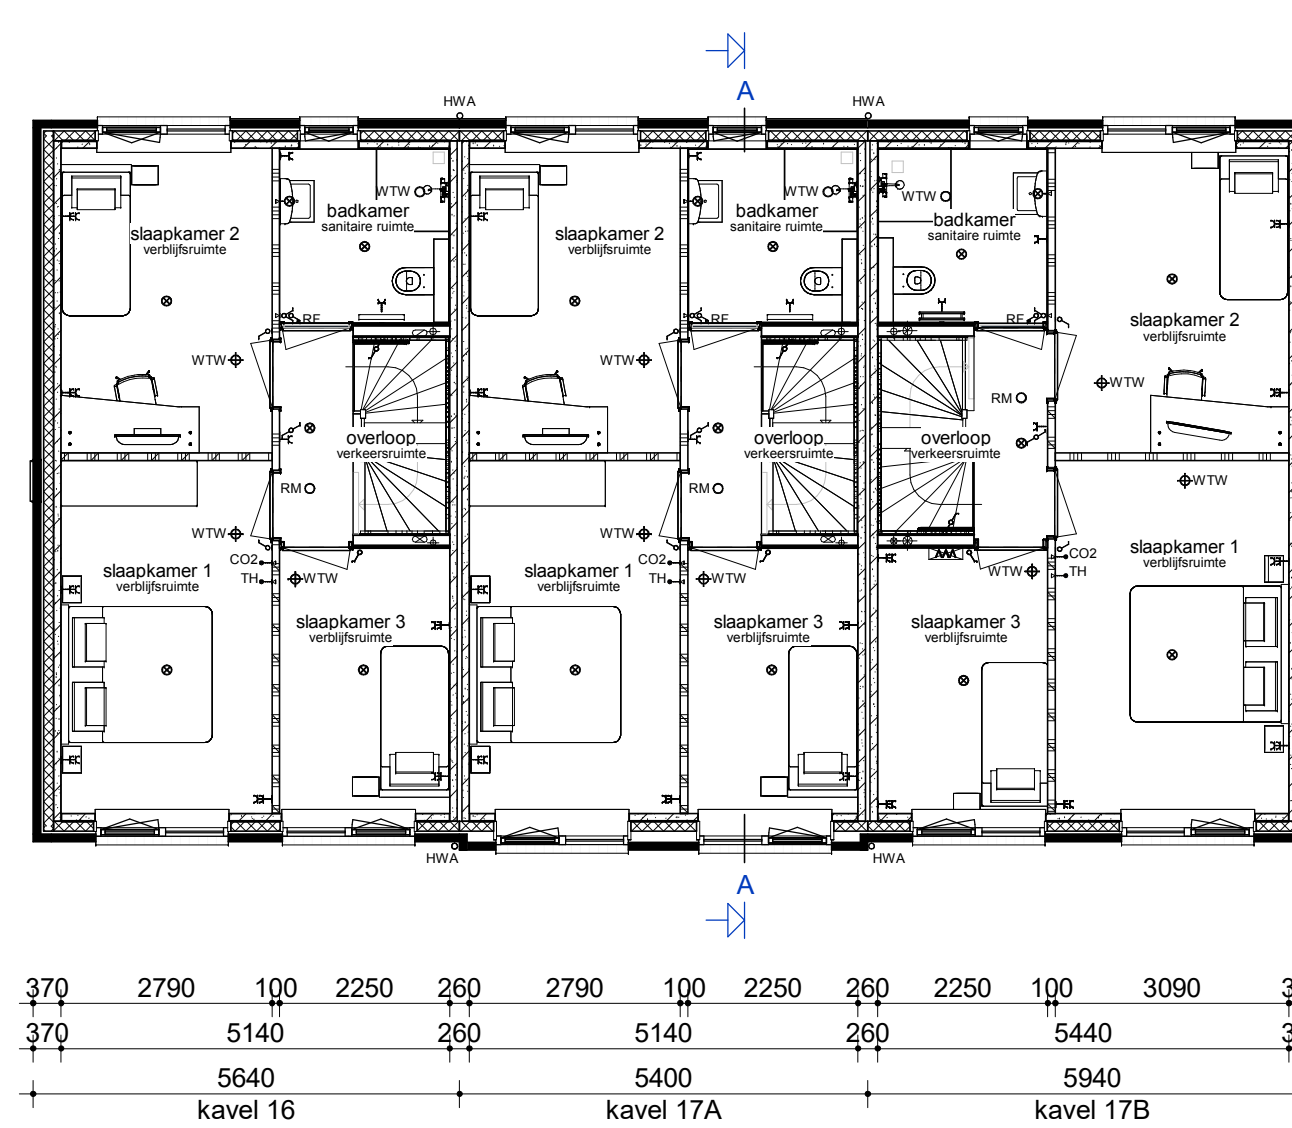 A
HWA
HWA
WTW
WTW
WTW
badkamer
sanitaire ruimte
badkamer
sanitaire ruimte
badkamer
sanitaire ruimte
slaapkamer 2
verblijfsruimte
slaapkamer 2
verblijfsruimte
RF
RF
RF
slaapkamer 2
verblijfsruimte
WTW
WTW
WTW
RM
overloop
verkeersruimte
overloop
verkeersruimte
overloop
verkeersruimte
RM
RM
WTW
WTW
WTW
CO2
CO2
CO2
slaapkamer 1
verblijfsruimte
TH
WTW
slaapkamer 1
verblijfsruimte
TH
WTW
WTW
TH
slaapkamer 1
verblijfsruimte
slaapkamer 3
verblijfsruimte
slaapkamer 3
verblijfsruimte
slaapkamer 3
verblijfsruimte
HWA
HWA
A
370 2790 100 2250 260 2790 100 2250 260 2250 100 3090 3
370 5140 260 5140 260 5440 3
5640 5400 5940
kavel 16 kavel 17A kavel 17B